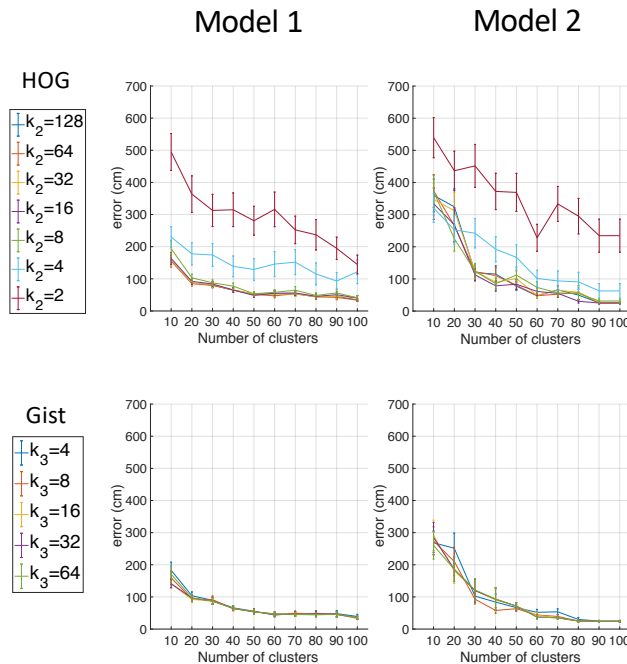 Model 1 Model 2
HOG
k2=128
k2=64
k2=32
k2=16
k2=8
k2=4
k2=2
error (cm)
700
600
500
400
300
200
100
0
10 20 30 40 50 60 70 80 90 100
Number of clusters
error (cm)
700
600
500
400
300
200
100
0
10 20 30 40 50 60 70 80 90 100
Number of clusters
Gist
k3=4
k3=8
k3=16
k3=32
k3=64
error (cm)
700
600
500
400
300
200
100
0
10 20 30 40 50 60 70 80 90 100
Number of clusters
error (cm)
700
600
500
400
300
200
100
0
10 20 30 40 50 60 70 80 90 100
Number of clusters